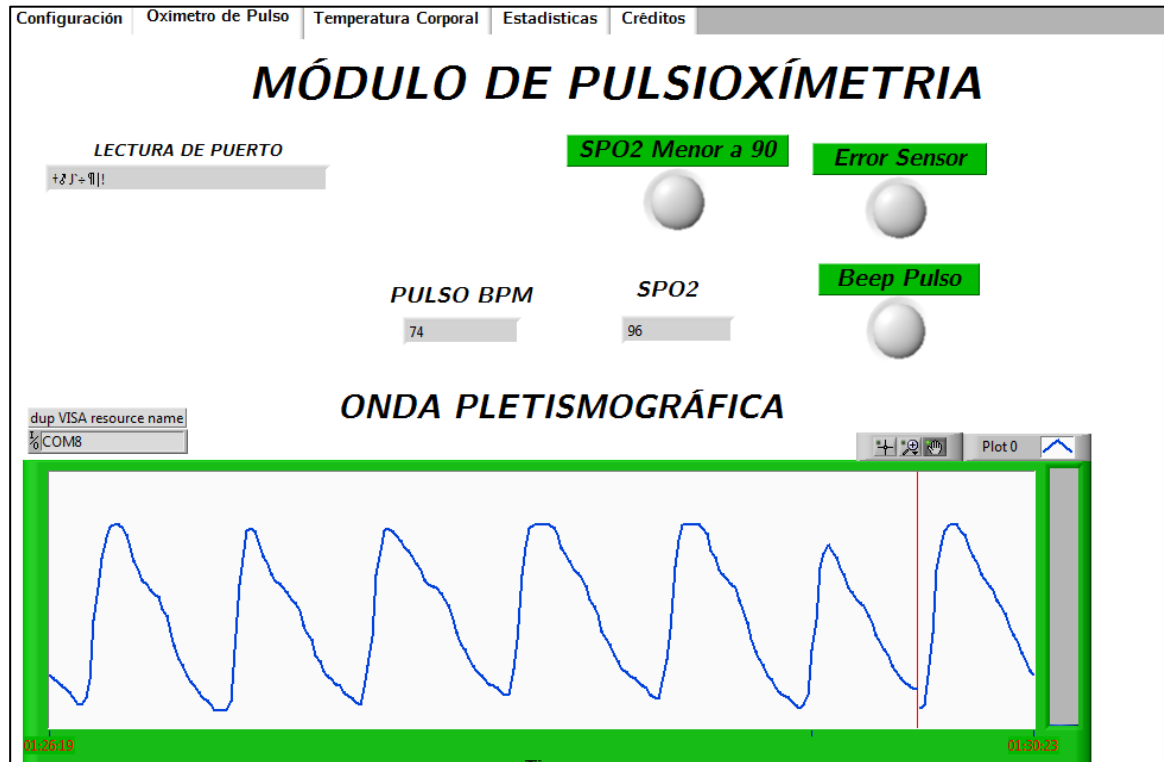 Configuración Oxímetro de Pulso Temperatura Corporal Estadísticas Créditos
MÓDULO DE PULSIOXÍMETRIA
LECTURA DE PUERTO
SPO2 Menor a 90
Error Sensor
Beep Pulso
PULSO BPM
74
SPO2
96
ONDA PLETISMOGRÁFICA
dup VISA resource name
COM8
Plot 0
01:26:19
01:30:23